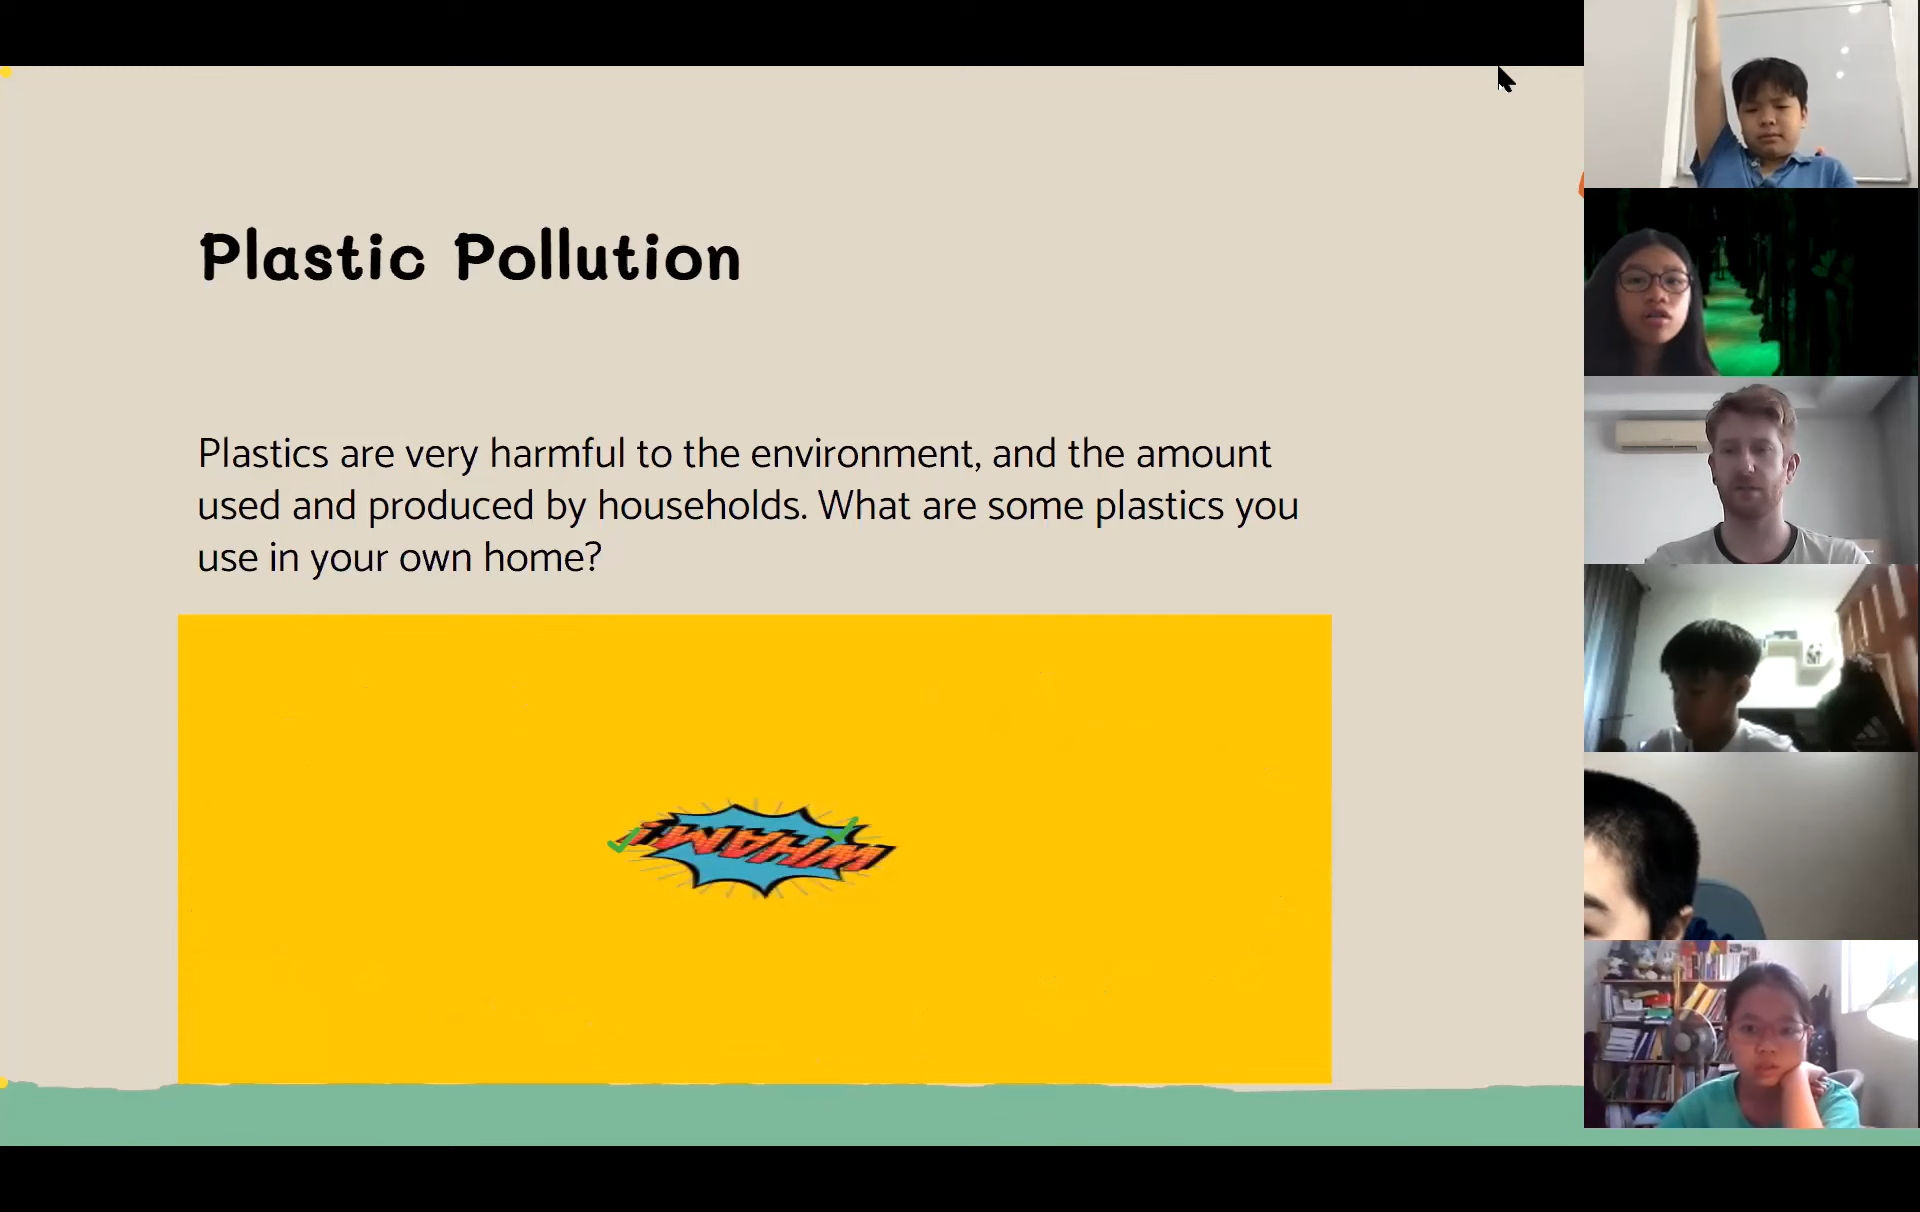 Plastic Pollution
Plastics are very harmful to the environment, and the amount
used and produced by households. What are some plastics you
use in your own home?
WHAM!